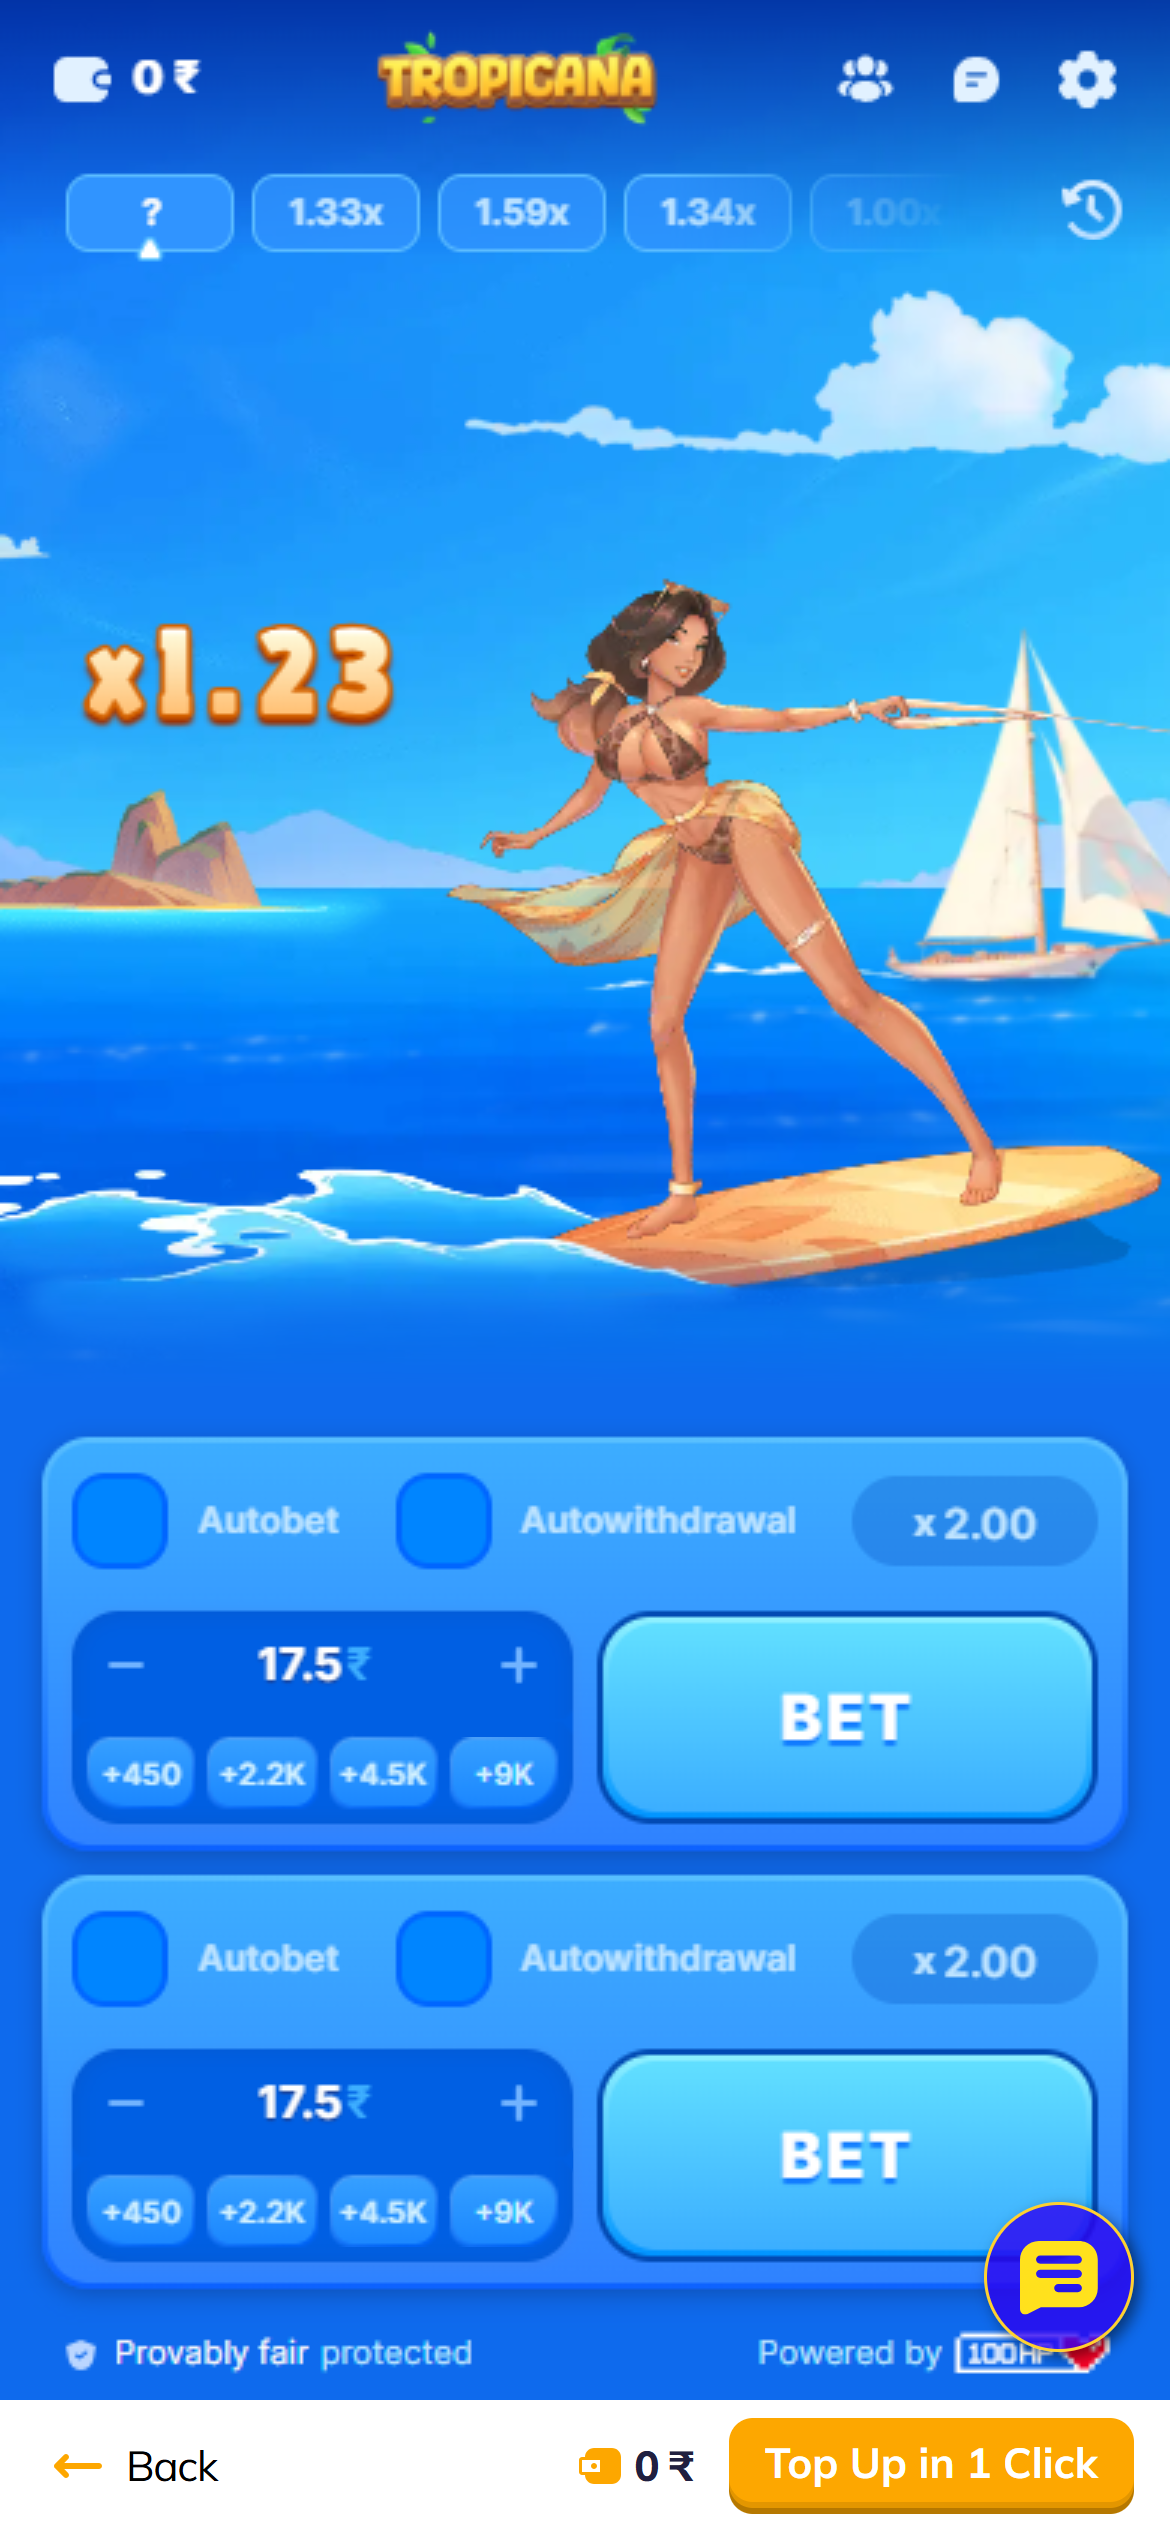 0 ₹
TROPICANA
?
1.33x
1.59x
1.34x
1.00x
x1.23
Autobet
Autowithdrawal
x 2.00
17.5₹
+450
+2.2K
+4.5K
+9K
BET
Autobet
Autowithdrawal
x 2.00
17.5₹
+450
+2.2K
+4.5K
+9K
BET
Provably fair protected
Powered by 100HP
Back
0 ₹
Top Up in 1 Click